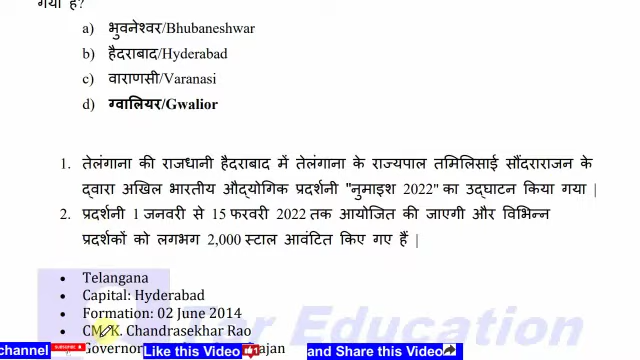 गया है?
a) भुवनेश्वर/Bhubaneshwar
b) हैदराबाद/Hyderabad
c) वाराणसी/Varanasi
d) ग्वालियर/Gwalior
1. तेलंगाना की राजधानी हैदराबाद में तेलंगाना के राज्यपाल तमिलिसाई सौंदराराजन के
द्वारा अखिल भारतीय औद्योगिक प्रदर्शनी "नुमाइश 2022" का उद्घाटन किया गया |
2. प्रदर्शनी 1 जनवरी से 15 फरवरी 2022 तक आयोजित की जाएगी और विभिन्न
प्रदर्शकों को लगभग 2,000 स्टाल आवंटित किए गए हैं |
• Telangana
• Capital: Hyderabad
• Formation: 02 June 2014
• CM: K. Chandrasekhar Rao
Governor
For Education
channel SUBSCRIBE Like this Video and Share this Video